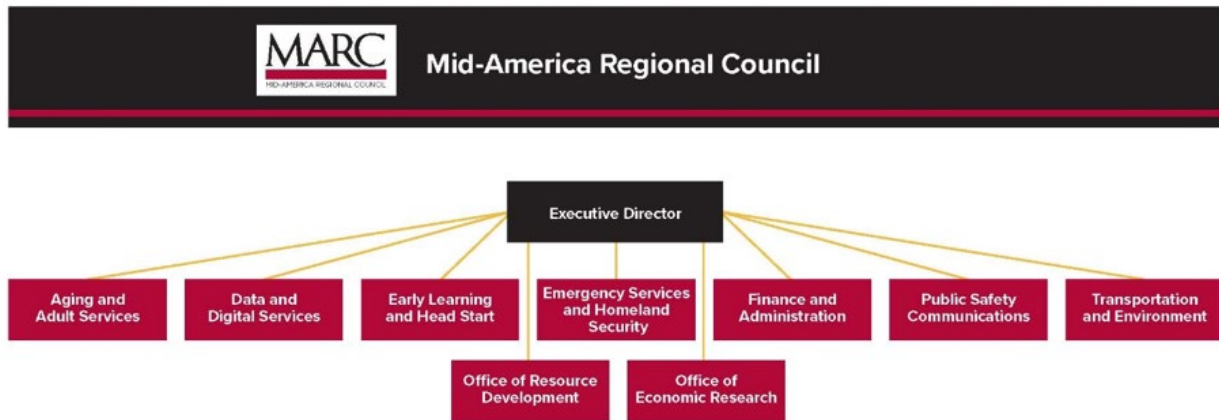 MARC
MID-AMERICA REGIONAL COUNCIL
Mid-America Regional Council
Executive Director
Aging and
Adult Services
Data and
Digital Services
Early Learning
and Head Start
Emergency Services
and Homeland
Security
Finance and
Administration
Public Safety
Communications
Transportation
and Environment
Office of Resource
Development
Office of
Economic Research